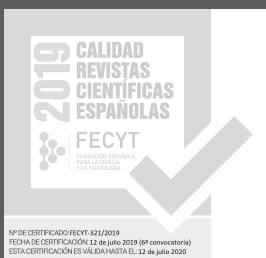 2019
CALIDAD
REVISTAS
CIENTÍFICAS
ESPAÑOLAS
FECYT
FUNDACIÓN ESPAÑOLA
PARA LA CIENCIA
Y LA TECNOLOGÍA
Nº DE CERTIFICADO: FECYT-321/2019
FECHA DE CERTIFICACIÓN: 12 de julio 2019 (6ª convocatoria)
ESTA CERTIFICACIÓN ES VÁLIDA HASTA EL: 12 de julio 2020